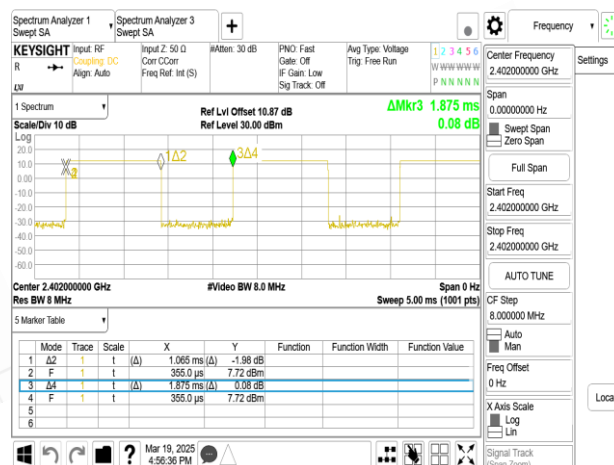 Spectrum Analyzer 1
Swept SA
Spectrum Analyzer 3
Swept SA
+
Frequency
KEYSIGHT
R
Input: RF
Coupling: DC
Align: Auto
Input Z: 50 Ω
Corr CCorr
Freq Ref: Int (S)
#Atten: 30 dB
PNO: Fast
Gate: Off
IF Gain: Low
Sig Track: Off
Avg Type: Voltage
Trig: Free Run
1 2 3 4 5 6
W W W W W W
P N N N N N
Center Frequency
2.402000000 GHz
Settings
Span
0.00000000 Hz
Swept Span
Zero Span
Full Span
Start Freq
2.402000000 GHz
Stop Freq
2.402000000 GHz
AUTO TUNE
CF Step
8.000000 MHz
Auto
Man
Freq Offset
0 Hz
X Axis Scale
Log
Lin
Local
Signal Track
(Span Zoom)
1 Spectrum
Scale/Div 10 dB
Log
Ref Lvl Offset 10.87 dB
Ref Level 30.00 dBm
ΔMkr3 1.875 ms
0.08 dB
20.0
10.0
0.00
-10.0
-20.0
-30.0
-40.0
-50.0
-60.0
1Δ2
3Δ4
Center 2.402000000 GHz
Res BW 8 MHz
#Video BW 8.0 MHz
Span 0 Hz
Sweep 5.00 ms (1001 pts)
5 Marker Table
Mode Trace Scale X Y Function Function Width Function Value
1 Δ2 1 t (Δ) 1.065 ms (Δ) -1.98 dB
2 F 1 t 355.0 µs 7.72 dBm
3 Δ4 1 t (Δ) 1.875 ms (Δ) 0.08 dB
4 F 1 t 355.0 µs 7.72 dBm
5
6
?
Mar 19, 2025
4:56:36 PM